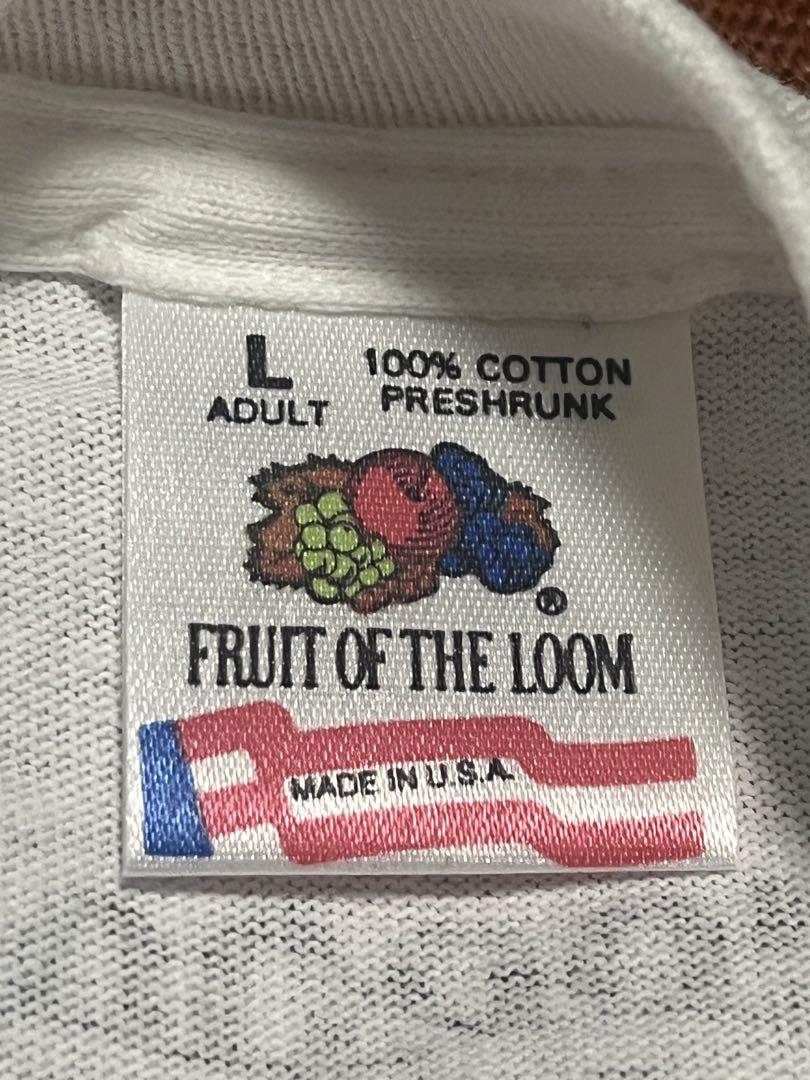 L 100% COTTON
ADULT PRESHRUNK
®
FRUIT OF THE LOOM
MADE IN U.S.A.